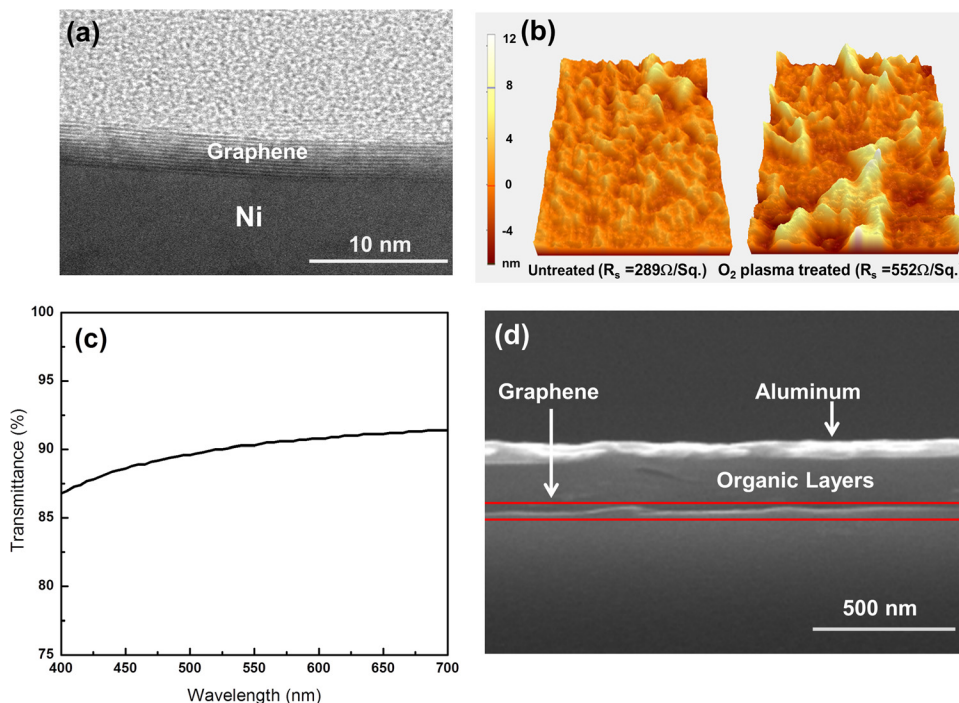 (a)
Graphene
Ni
10 nm
(b)
12
8
4
0
-4
nm
Untreated (Rs =289Ω/Sq.)
O2 plasma treated (Rs =552Ω/Sq.
(c)
100
95
90
85
80
75
400 450 500 550 600 650 700
Transmittance (%)
Wavelength (nm)
(d)
Graphene
Aluminum
Organic Layers
500 nm